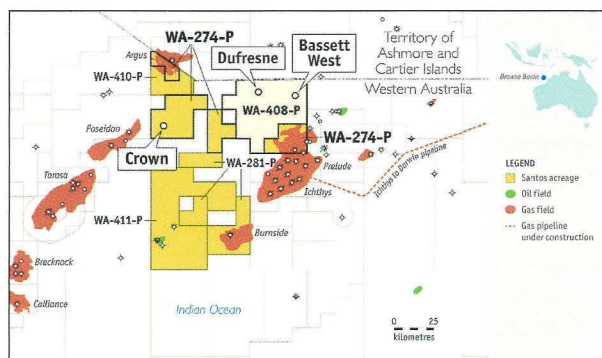 Argus
WA-274-P
Dufresne
Bassett
West
Territory of
Ashmore and
Cartier Islands
Western Australia
Browse Basin
WA-410-P
WA-408-P
Poseidon
Crown
WA-274-P
WA-281-P
Prelude
Ichthys
Ichthys to Darwin pipeline
Torosa
WA-411-P
Burnside
Brecknock
Calliance
Indian Ocean
0 25
kilometres
LEGEND
Santos acreage
Oil field
Gas field
Gas pipeline
under construction